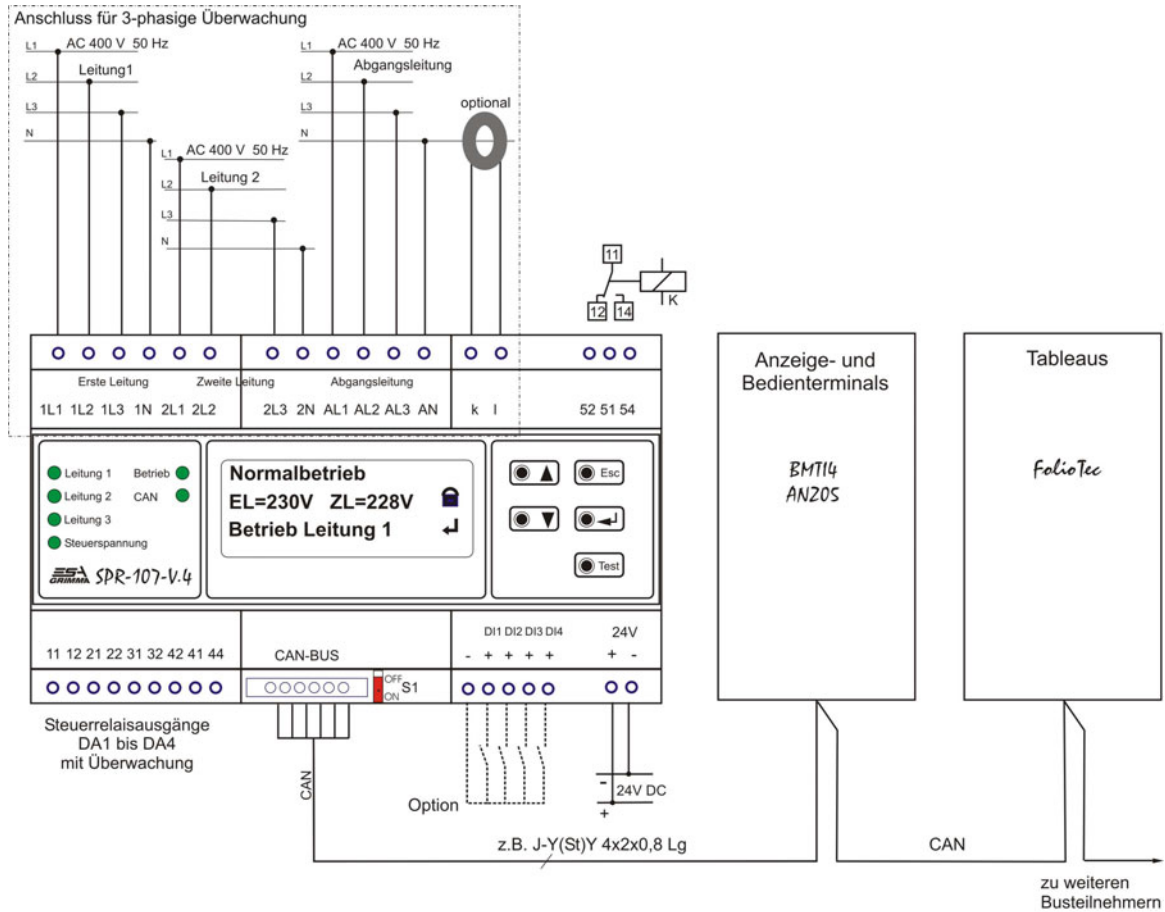 Anschluss für 3-phasige Überwachung
L1 AC 400 V 50 Hz
L2 Leitung1
L3
N
L1 AC 400 V 50 Hz
L2 Leitung 2
L3
N
L1 AC 400 V 50 Hz
L2 Abgangsleitung
L3
N
optional
11
12 14
K
Erste Leitung Zweite Leitung Abgangsleitung
1L1 1L2 1L3 1N 2L1 2L2 2L3 2N AL1 AL2 AL3 AN k l 52 51 54
Leitung 1 Betrieb
Leitung 2 CAN
Leitung 3
Steuerspannung
ESA GRIMMA SPR-107-V.4
Normalbetrieb
EL=230V ZL=228V
Betrieb Leitung 1
Esc
Test
11 12 21 22 31 32 42 41 44
CAN-BUS
OFF
ON
S1
DI1 DI2 DI3 DI4
- + + + +
24V
+ -
Steuerrelaisausgänge
DA1 bis DA4
mit Überwachung
CAN
Option
-
24V DC
+
z.B. J-Y(St)Y 4x2x0,8 Lg
Anzeige- und
Bedienterminals
BMTI4
ANZ05
Tableaus
FolioTec
CAN
zu weiteren
Busteilnehmern